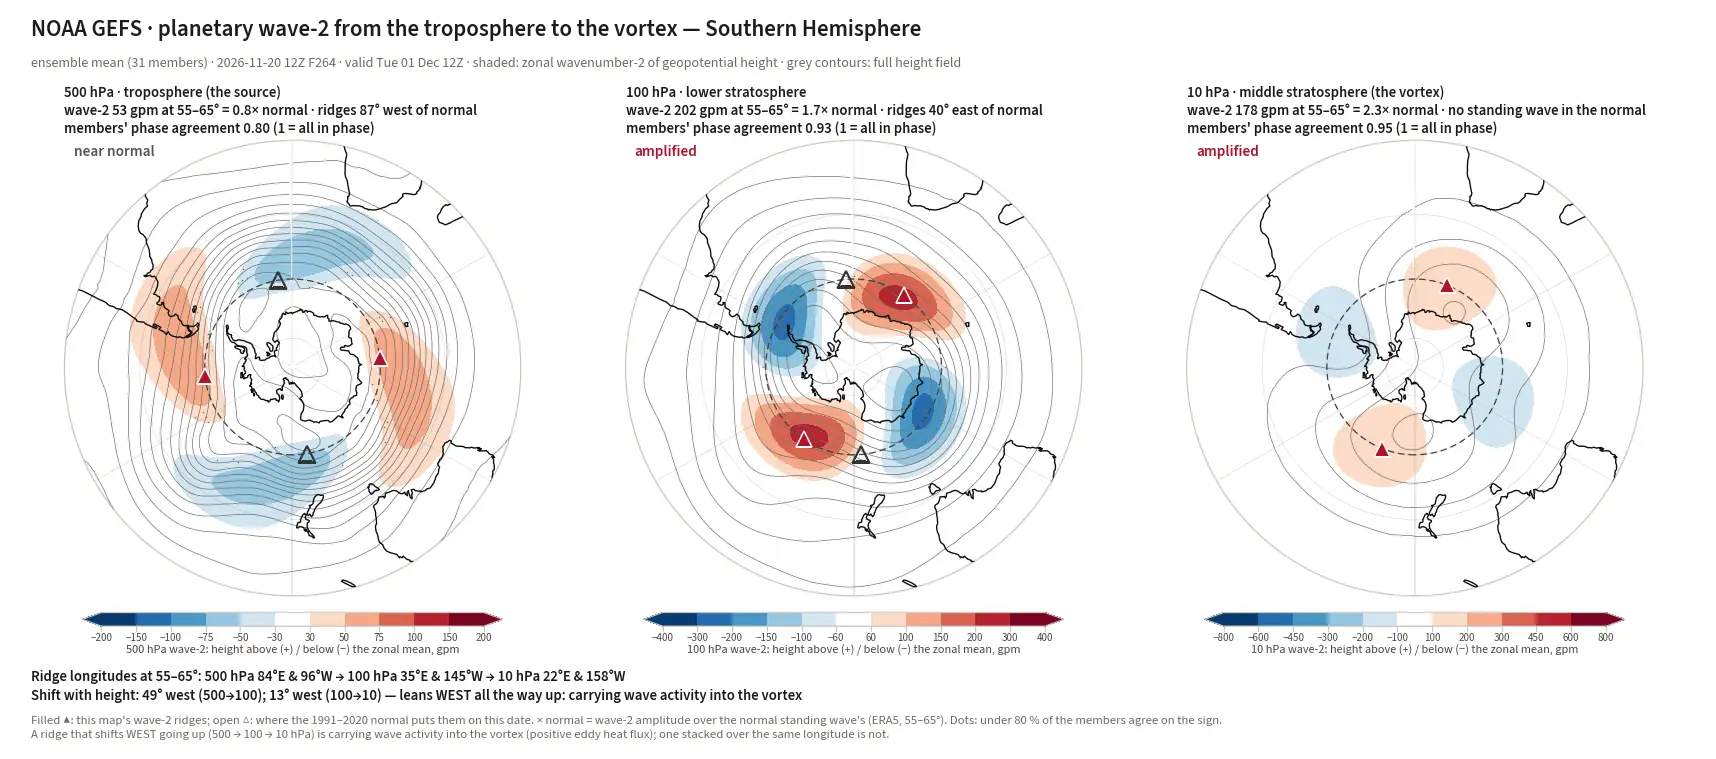 NOAA GEFS · planetary wave-2 from the troposphere to the vortex — Southern Hemisphere
ensemble mean (31 members) · 2026-11-20 12Z F264 · valid Tue 01 Dec 12Z · shaded: zonal wavenumber-2 of geopotential height · grey contours: full height field
500 hPa · troposphere (the source)
wave-2 53 gpm at 55–65° = 0.8× normal · ridges 87° west of normal
members' phase agreement 0.80 (1 = all in phase)
near normal
100 hPa · lower stratosphere
wave-2 202 gpm at 55–65° = 1.7× normal · ridges 40° east of normal
members' phase agreement 0.93 (1 = all in phase)
amplified
10 hPa · middle stratosphere (the vortex)
wave-2 178 gpm at 55–65° = 2.3× normal · no standing wave in the normal
members' phase agreement 0.95 (1 = all in phase)
amplified
−200 −150 −100 −75 −50 −30 30 50 75 100 150 200
500 hPa wave-2: height above (+) / below (−) the zonal mean, gpm
−400 −300 −200 −150 −100 −60 60 100 150 200 300 400
100 hPa wave-2: height above (+) / below (−) the zonal mean, gpm
−800 −600 −450 −300 −200 −100 100 200 300 450 600 800
10 hPa wave-2: height above (+) / below (−) the zonal mean, gpm
Ridge longitudes at 55–65°: 500 hPa 84°E & 96°W → 100 hPa 35°E & 145°W → 10 hPa 22°E & 158°W
Shift with height: 49° west (500→100); 13° west (100→10) — leans WEST all the way up: carrying wave activity into the vortex
Filled ▲: this map's wave-2 ridges; open △: where the 1991–2020 normal puts them on this date. × normal = wave-2 amplitude over the normal standing wave's (ERA5, 55–65°). Dots: under 80 % of the members agree on the sign.
A ridge that shifts WEST going up (500 → 100 → 10 hPa) is carrying wave activity into the vortex (positive eddy heat flux); one stacked over the same longitude is not.